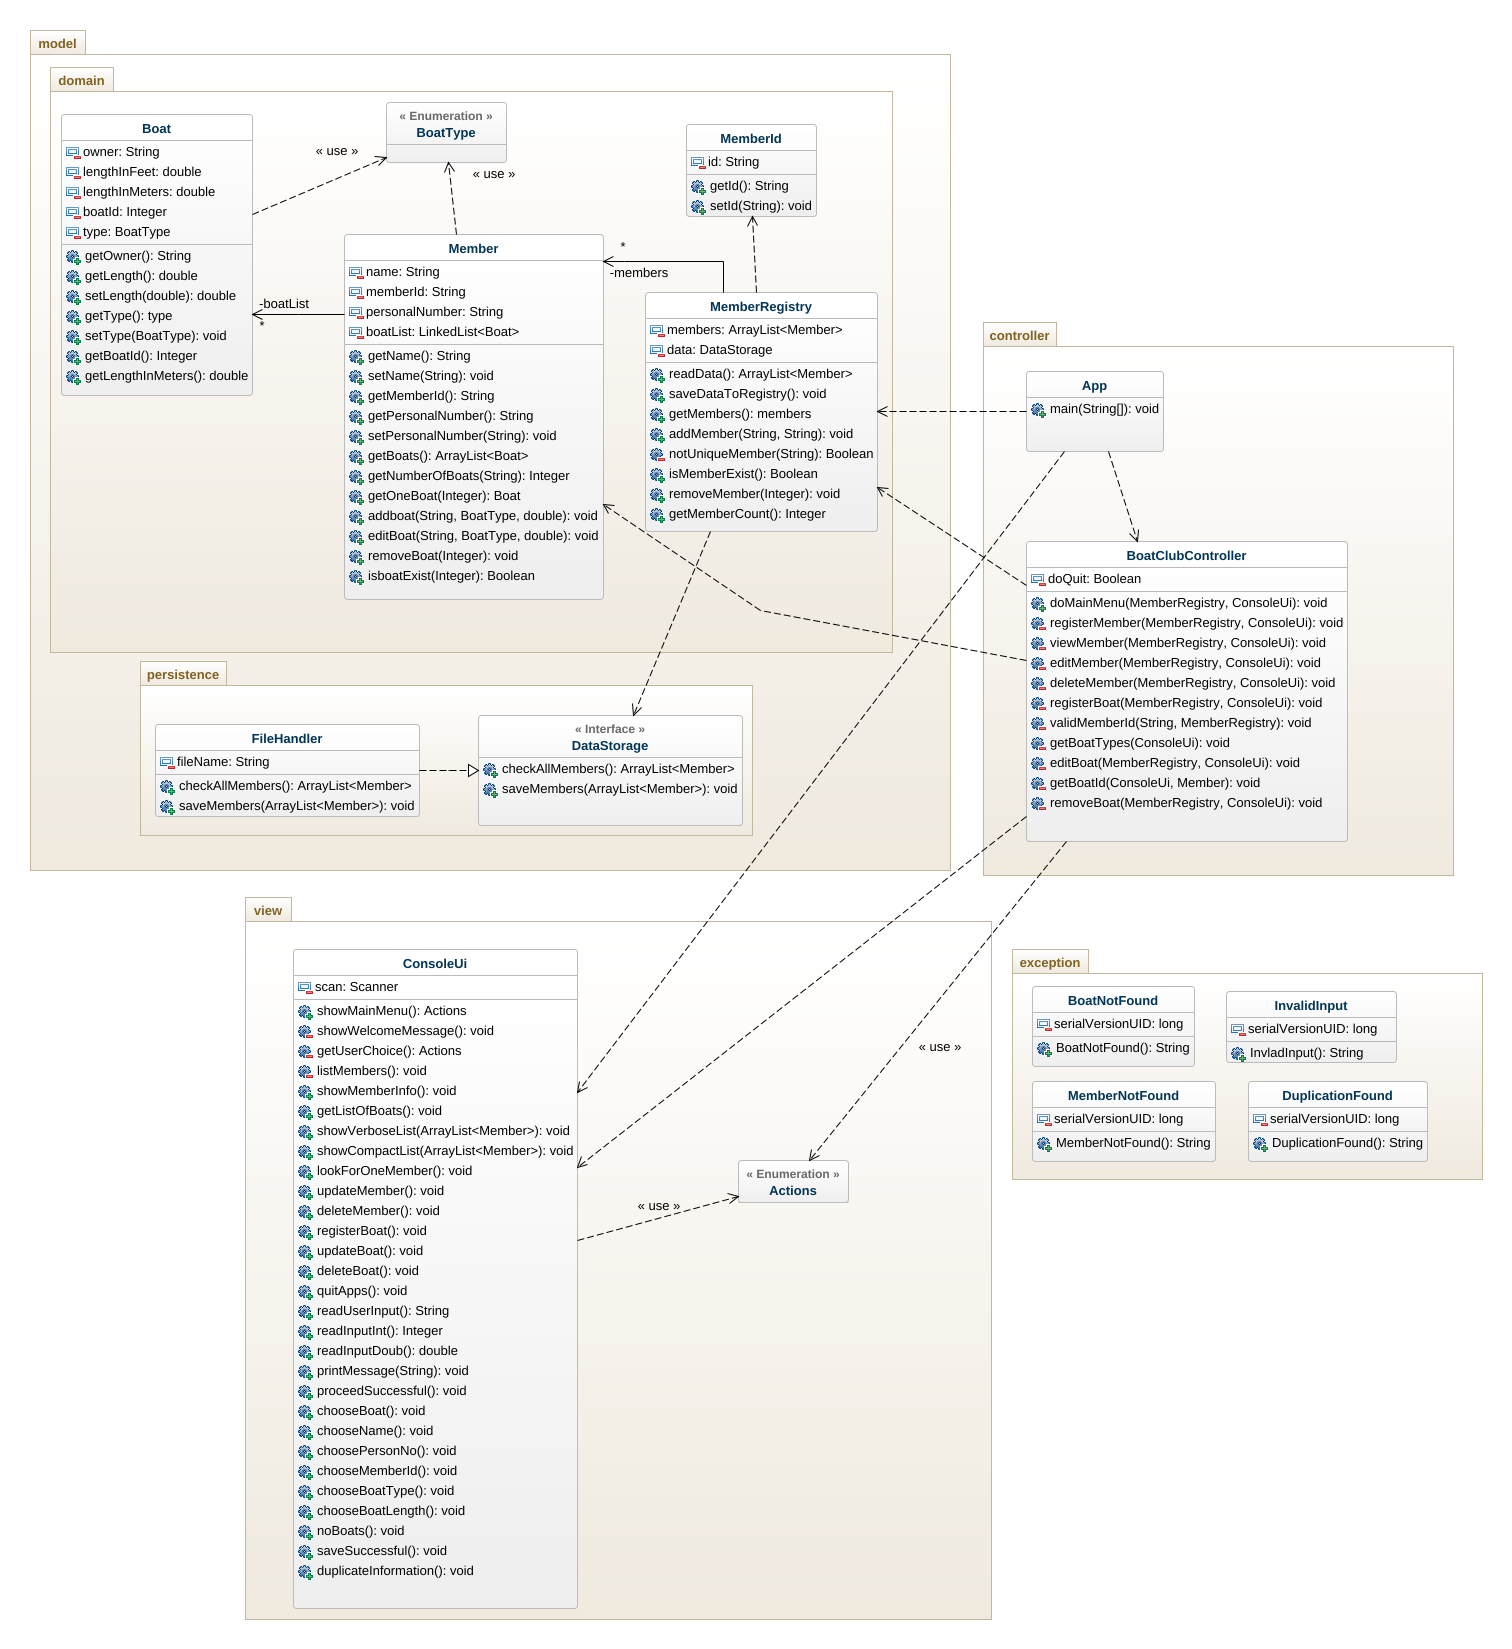 model
domain
Boat
owner: String
lengthInFeet: double
lengthInMeters: double
boatId: Integer
type: BoatType
getOwner(): String
getLength(): double
setLength(double): double
getType(): type
setType(BoatType): void
getBoatId(): Integer
getLengthInMeters(): double
« use »
« Enumeration »
BoatType
« use »
MemberId
id: String
getId(): String
setId(String): void
Member
name: String
memberId: String
personalNumber: String
boatList: LinkedList<Boat>
getName(): String
setName(String): void
getMemberId(): String
getPersonalNumber(): String
setPersonalNumber(String): void
getBoats(): ArrayList<Boat>
getNumberOfBoats(String): Integer
getOneBoat(Integer): Boat
addboat(String, BoatType, double): void
editBoat(String, BoatType, double): void
removeBoat(Integer): void
isboatExist(Integer): Boolean
-boatList
*
*
-members
MemberRegistry
members: ArrayList<Member>
data: DataStorage
readData(): ArrayList<Member>
saveDataToRegistry(): void
getMembers(): members
addMember(String, String): void
notUniqueMember(String): Boolean
isMemberExist(): Boolean
removeMember(Integer): void
getMemberCount(): Integer
persistence
FileHandler
fileName: String
checkAllMembers(): ArrayList<Member>
saveMembers(ArrayList<Member>): void
« Interface »
DataStorage
checkAllMembers(): ArrayList<Member>
saveMembers(ArrayList<Member>): void
controller
App
main(String[]): void
BoatClubController
doQuit: Boolean
doMainMenu(MemberRegistry, ConsoleUi): void
registerMember(MemberRegistry, ConsoleUi): void
viewMember(MemberRegistry, ConsoleUi): void
editMember(MemberRegistry, ConsoleUi): void
deleteMember(MemberRegistry, ConsoleUi): void
registerBoat(MemberRegistry, ConsoleUi): void
validMemberId(String, MemberRegistry): void
getBoatTypes(ConsoleUi): void
editBoat(MemberRegistry, ConsoleUi): void
getBoatId(ConsoleUi, Member): void
removeBoat(MemberRegistry, ConsoleUi): void
view
ConsoleUi
scan: Scanner
showMainMenu(): Actions
showWelcomeMessage(): void
getUserChoice(): Actions
listMembers(): void
showMemberInfo(): void
getListOfBoats(): void
showVerboseList(ArrayList<Member>): void
showCompactList(ArrayList<Member>): void
lookForOneMember(): void
updateMember(): void
deleteMember(): void
registerBoat(): void
updateBoat(): void
deleteBoat(): void
quitApps(): void
readUserInput(): String
readInputInt(): Integer
readInputDoub(): double
printMessage(String): void
proceedSuccessful(): void
chooseBoat(): void
chooseName(): void
choosePersonNo(): void
chooseMemberId(): void
chooseBoatType(): void
chooseBoatLength(): void
noBoats(): void
saveSuccessful(): void
duplicateInformation(): void
« use »
« Enumeration »
Actions
« use »
exception
BoatNotFound
serialVersionUID: long
BoatNotFound(): String
InvalidInput
serialVersionUID: long
InvladInput(): String
MemberNotFound
serialVersionUID: long
MemberNotFound(): String
DuplicationFound
serialVersionUID: long
DuplicationFound(): String